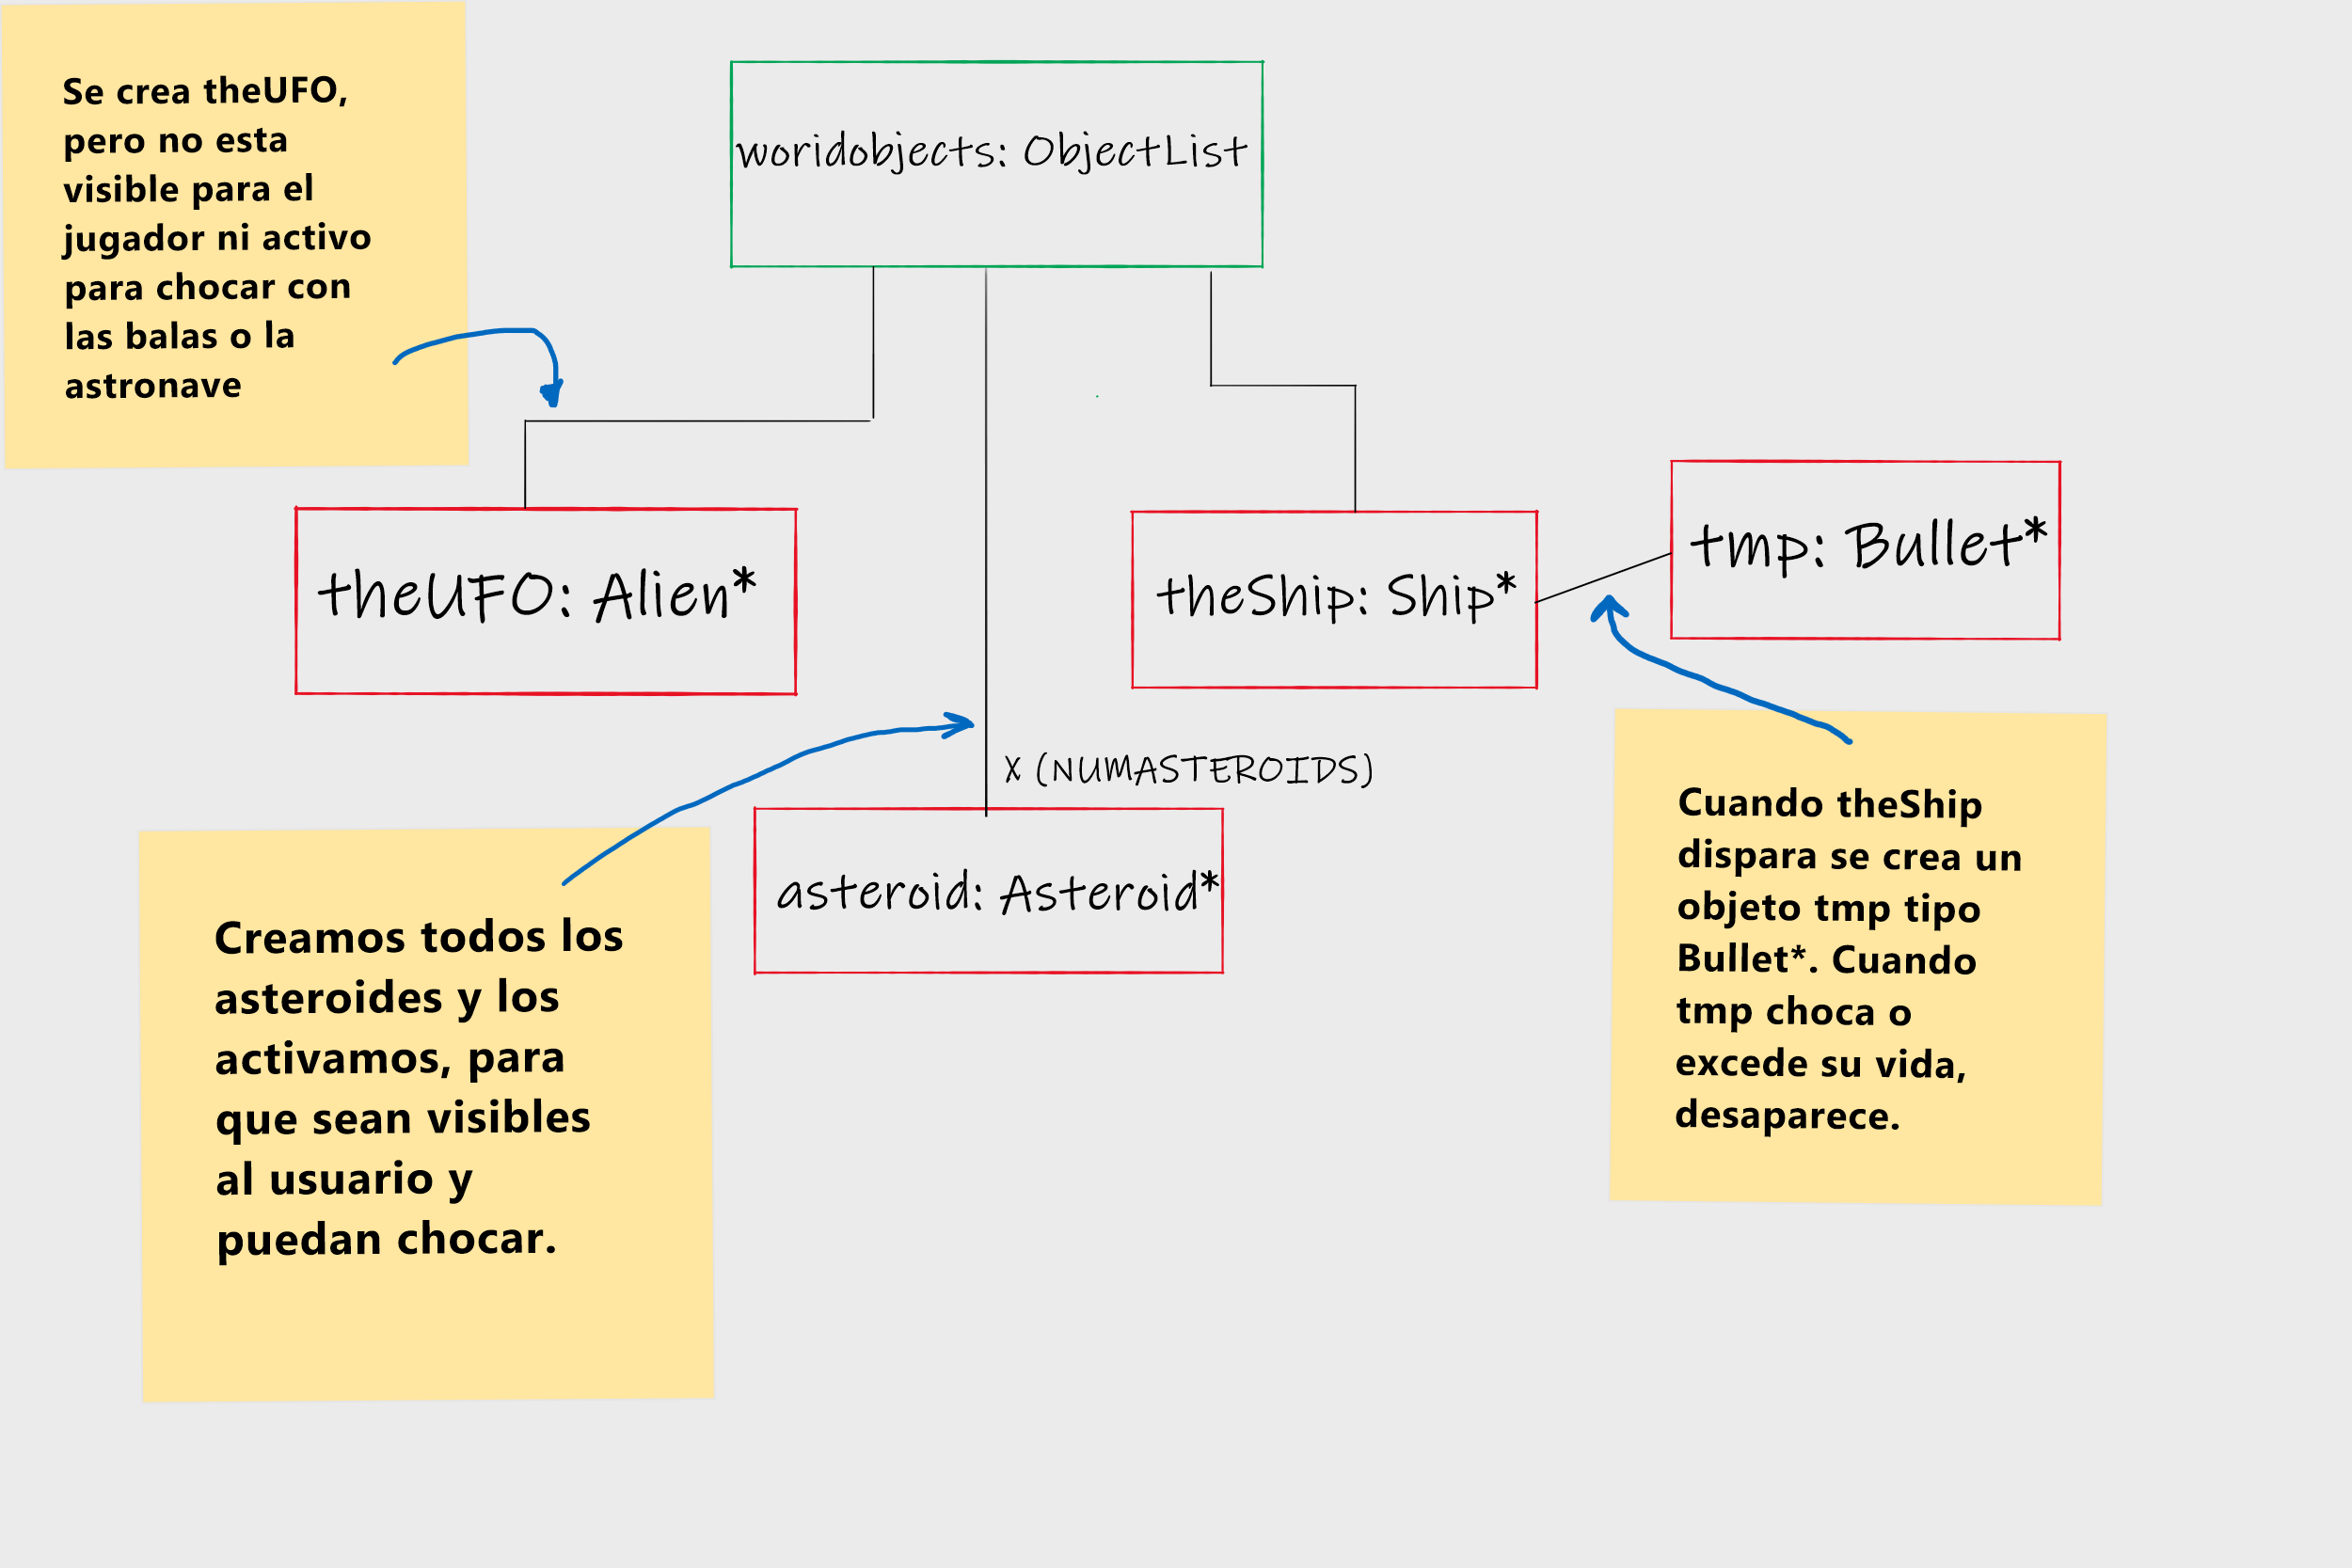 Se crea theUFO,
pero no esta
visible para el
jugador ni activo
para chocar con
las balas o la
astronave
woridobjects: ObjectList
theUFO: Alien*
theShip: Ship*
tmp: Bullet*
X (NUMASTEROIDS)
asteroid: Asteroid*
Creamos todos los
asteroides y los
activamos, para
que sean visibles
al usuario y
puedan chocar.
Cuando theShip
dispara se crea un
objeto tmp tipo
Bullet*. Cuando
tmp choca o
excede su vida,
desaparece.